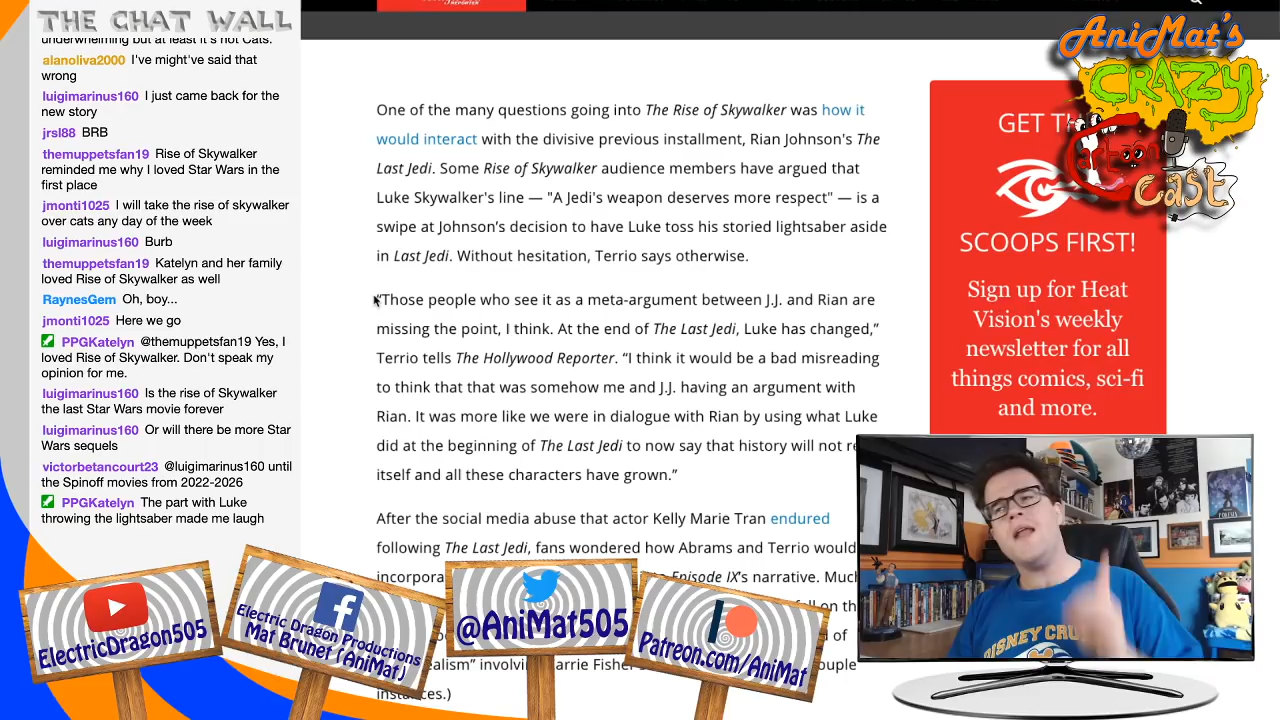 THE CHAT WALL
underwhelming but at least it's not Cats.
alanoliva2000 I've might've said that
wrong
luigimarinus160 I just came back for the
new story
jrsl88 BRB
themuppetsfan19 Rise of Skywalker
reminded me why I loved Star Wars in the
first place
jmonti1025 I will take the rise of skywalker
over cats any day of the week
luigimarinus160 Burb
themuppetsfan19 Katelyn and her family
loved Rise of Skywalker as well
RaynesGem Oh, boy...
jmonti1025 Here we go
PPGKatelyn @themuppetsfan19 Yes, I
loved Rise of Skywalker. Don't speak my
opinion for me.
luigimarinus160 Is the rise of Skywalker
the last Star Wars movie forever
luigimarinus160 Or will there be more Star
Wars sequels
victorbetancourt23 @luigimarinus160 until
the Spinoff movies from 2022-2026
PPGKatelyn The part with Luke
throwing the lightsaber made me laugh
One of the many questions going into The Rise of Skywalker was how it
would interact with the divisive previous installment, Rian Johnson's The
Last Jedi. Some Rise of Skywalker audience members have argued that
Luke Skywalker's line — "A Jedi's weapon deserves more respect" — is a
swipe at Johnson's decision to have Luke toss his storied lightsaber aside
in Last Jedi. Without hesitation, Terrio says otherwise.
“Those people who see it as a meta-argument between J.J. and Rian are
missing the point, I think. At the end of The Last Jedi, Luke has changed,”
Terrio tells The Hollywood Reporter. “I think it would be a bad misreading
to think that that was somehow me and J.J. having an argument with
Rian. It was more like we were in dialogue with Rian by using what Luke
did at the beginning of The Last Jedi to now say that history will not re
itself and all these characters have grown.”
After the social media abuse that actor Kelly Marie Tran endured
following The Last Jedi, fans wondered how Abrams and Terrio would
incorpora Episode IX's narrative. Muc
of
instances.)
AniMat's
CRAZY
Cartoon
Cast
GET TH
SCOOPS FIRST!
Sign up for Heat
Vision's weekly
newsletter for all
things comics, sci-fi
and more.
DISNEY CRU
ElectricDragon505
Electric Dragon Productions
Mat Brunet (AniMat)
@AniMat505
Patreon.com/AniMat